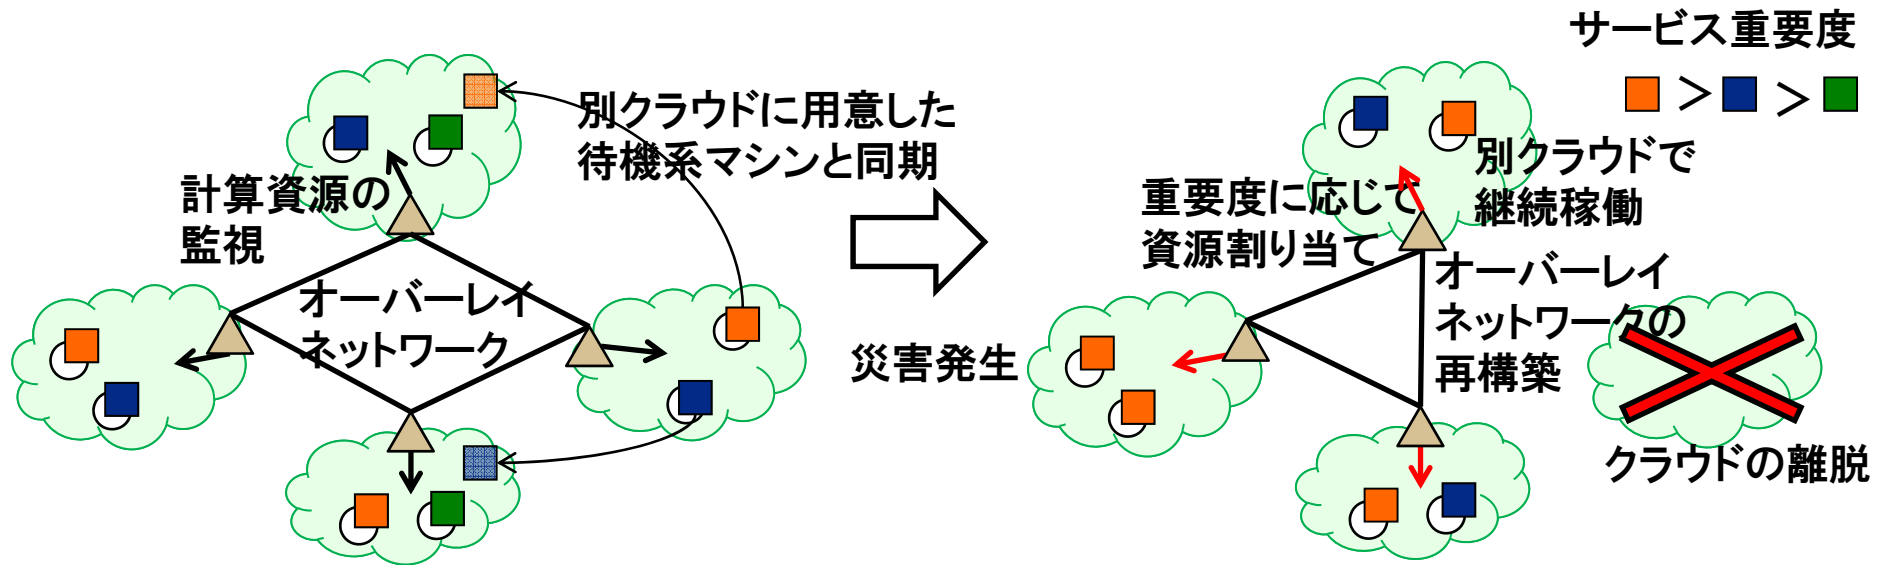 別クラウドに用意した
待機系マシンと同期
計算資源の
監視
オーバーレイ
ネットワーク
災害発生
サービス重要度
＞
＞
別クラウドで
継続稼働
重要度に応じて
資源割り当て
オーバーレイ
ネットワークの
再構築
クラウドの離脱